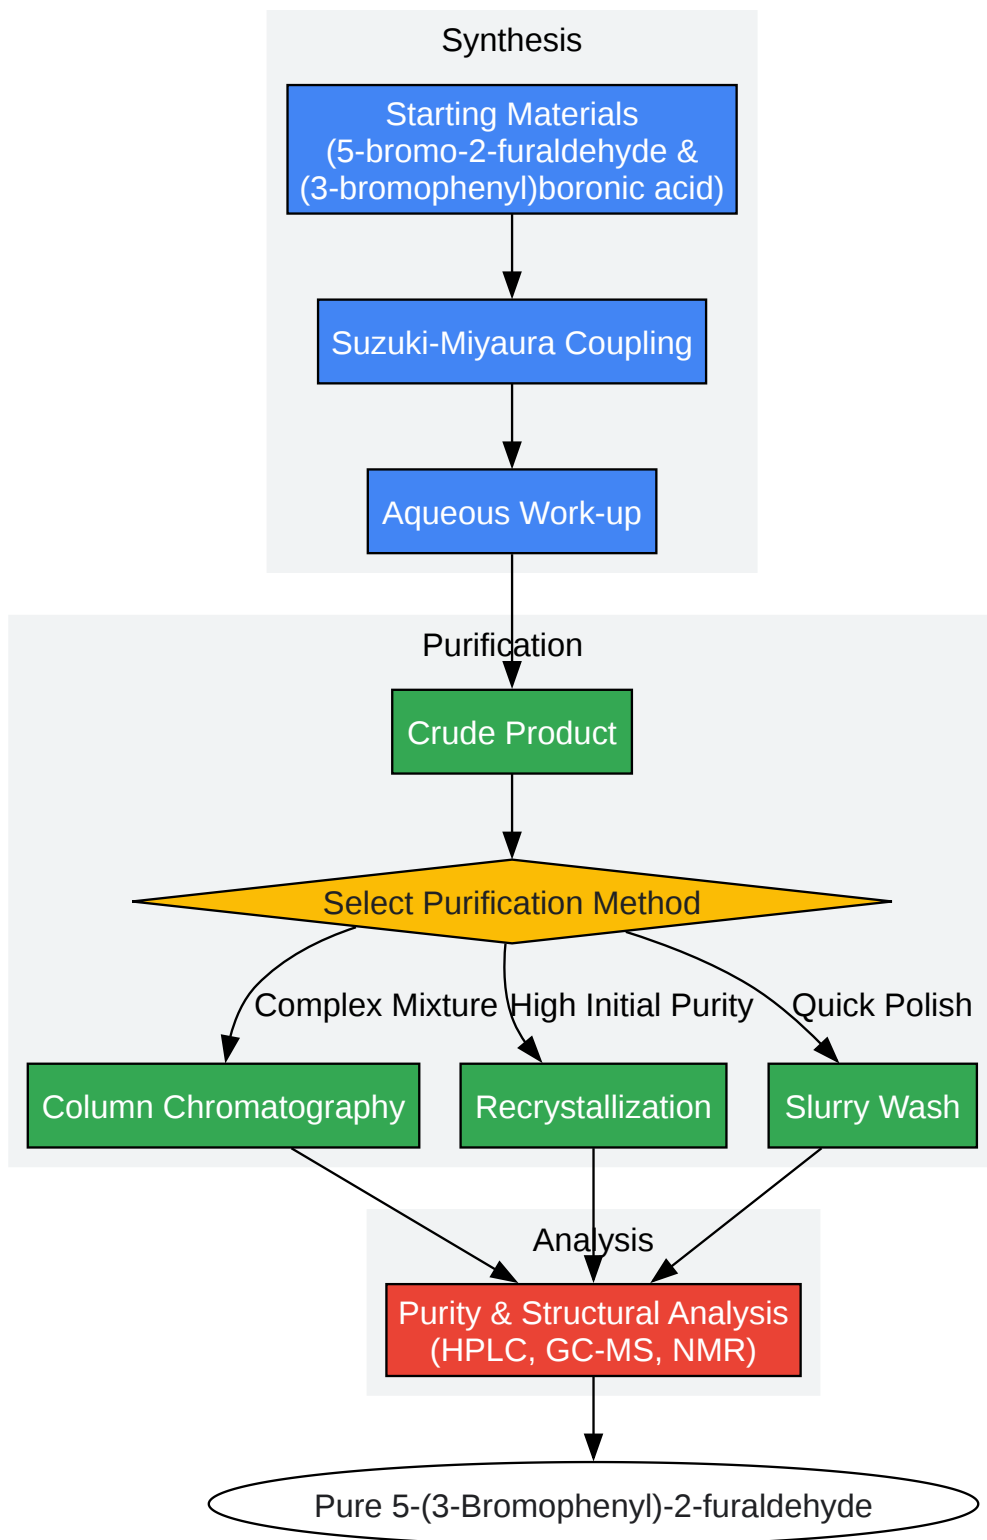 Synthesis
Starting Materials
(5-bromo-2-furaldehyde &
(3-bromophenyl)boronic acid)
Suzuki-Miyaura Coupling
Aqueous Work-up
Purification
Crude Product
Select Purification Method
Complex Mixture
High Initial Purity
Quick Polish
Column Chromatography
Recrystallization
Slurry Wash
Analysis
Purity & Structural Analysis
(HPLC, GC-MS, NMR)
Pure 5-(3-Bromophenyl)-2-furaldehyde